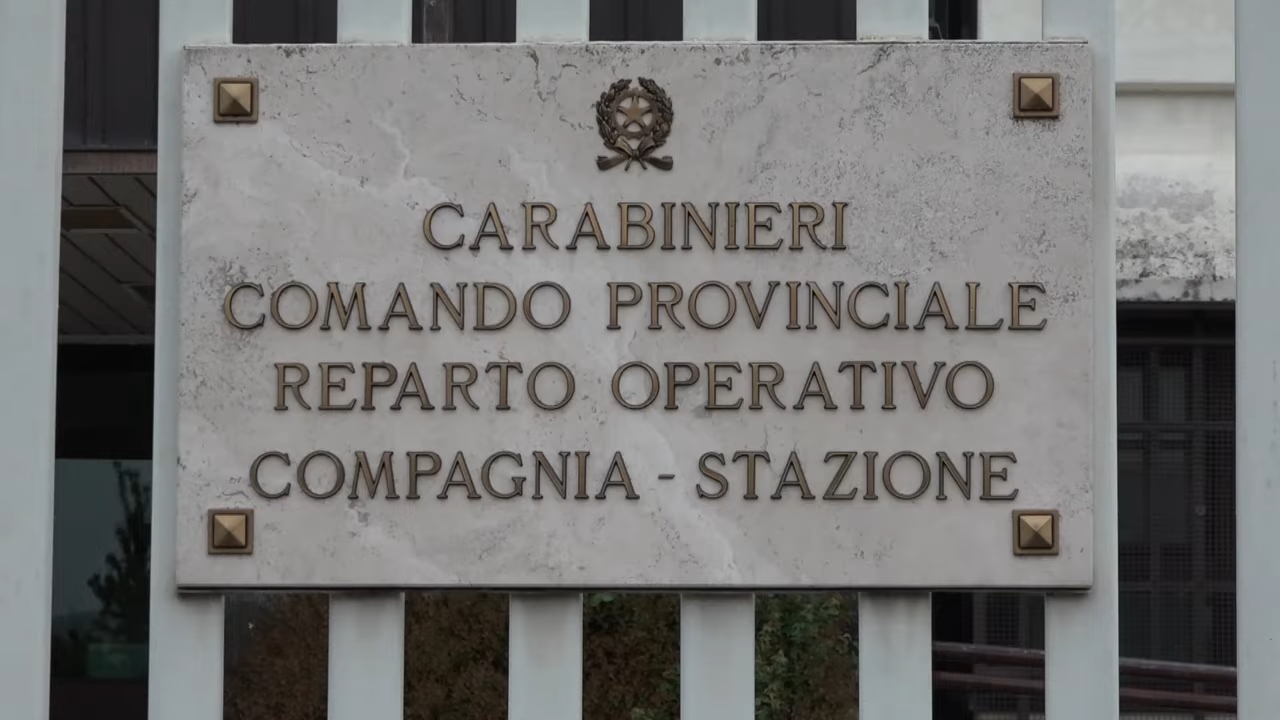 CARABINIERI
COMANDO PROVINCIALE
REPARTO OPERATIVO
COMPAGNIA - STAZIONE